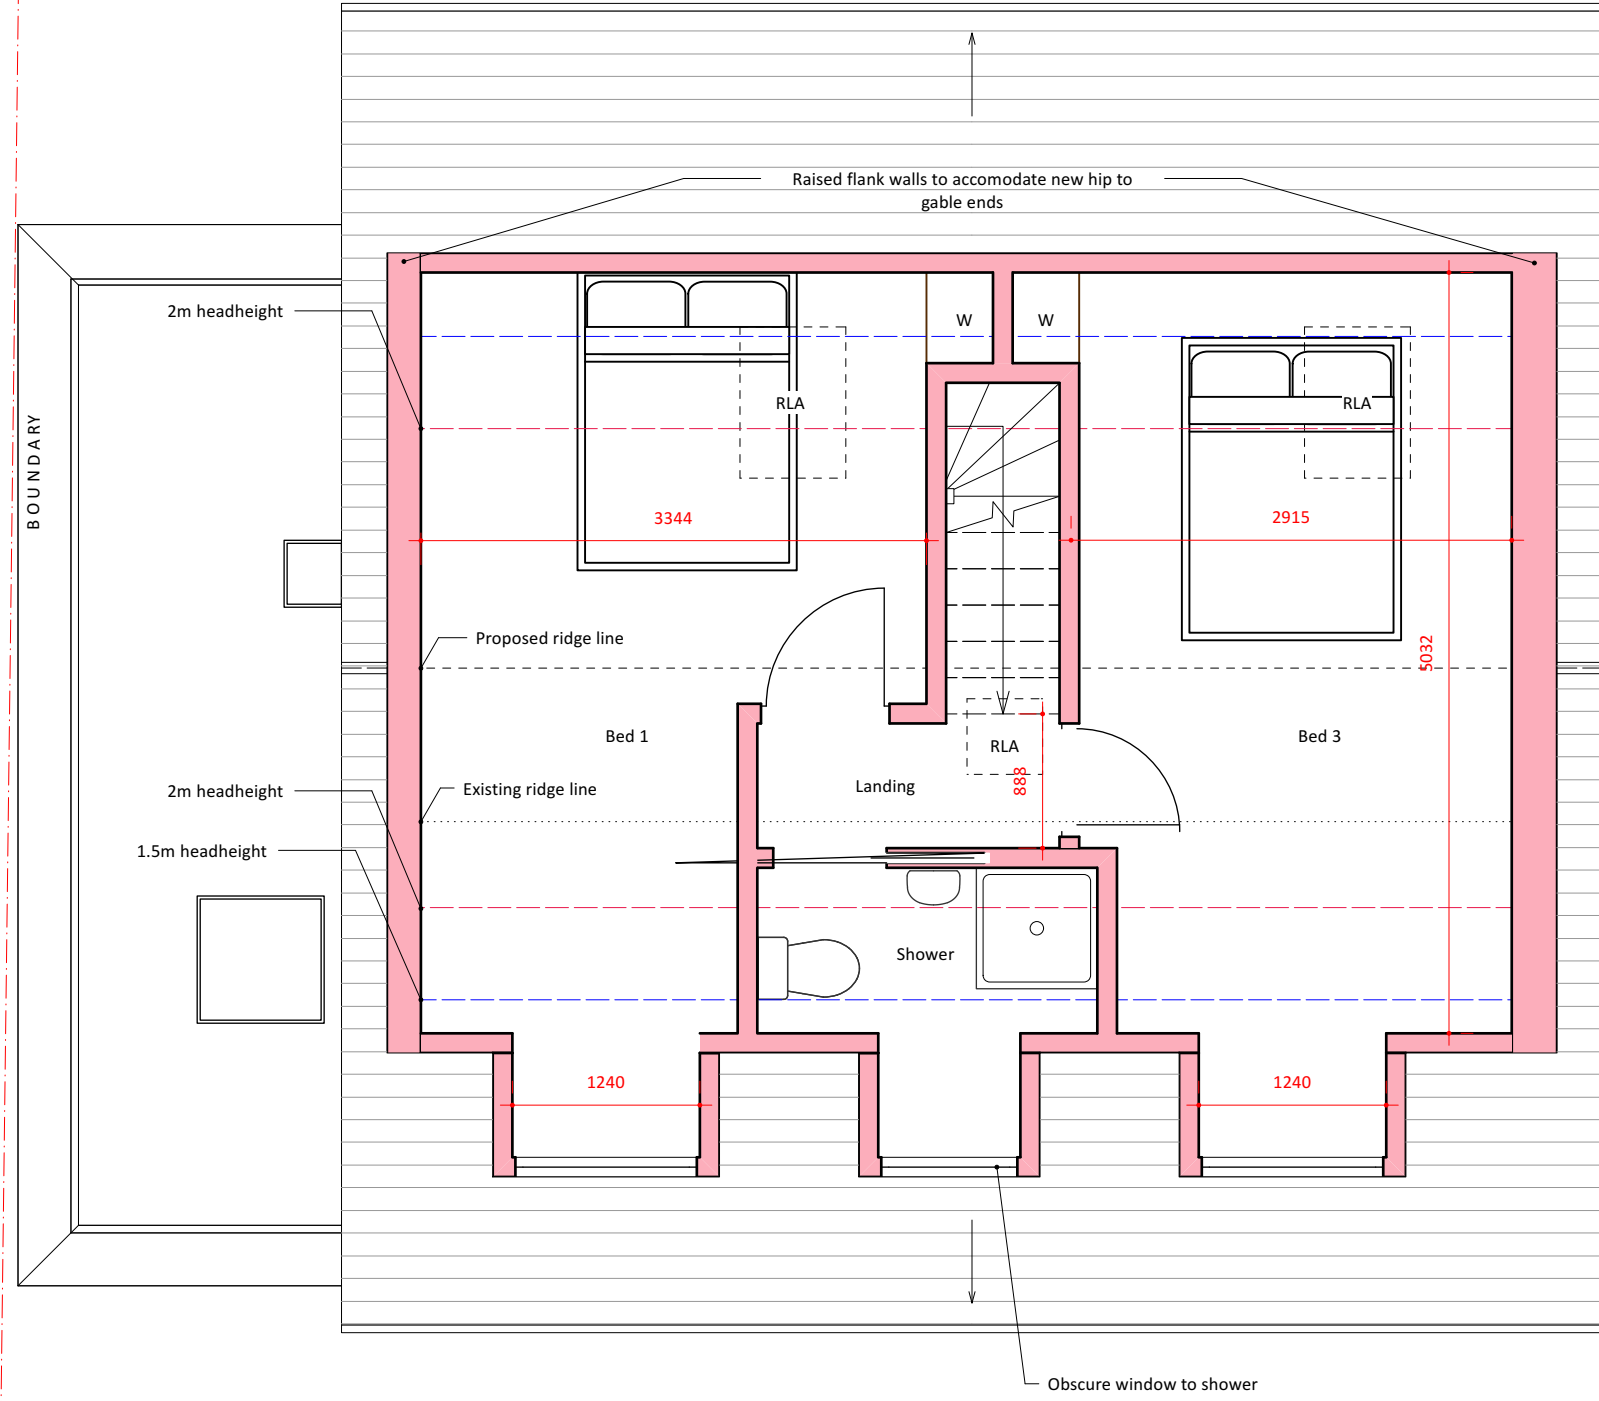 Raised flank walls to accomodate new hip to
gable ends
2m headheight
W
W
RLA
RLA
BOUNDARY
3344
2915
Proposed ridge line
5032
Bed 1
RLA
Bed 3
2m headheight
Existing ridge line
Landing
888
1.5m headheight
Shower
1240
1240
Obscure window to shower